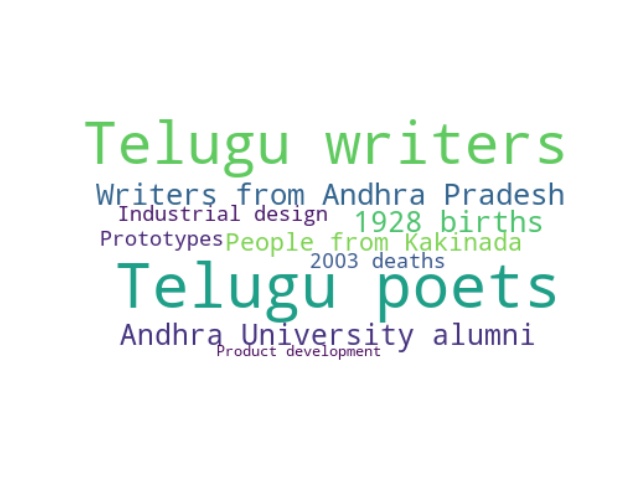 Telugu writers
Writers from Andhra Pradesh
Industrial design
1928 births
Prototypes
People from Kakinada
2003 deaths
Telugu poets
Andhra University alumni
Product development